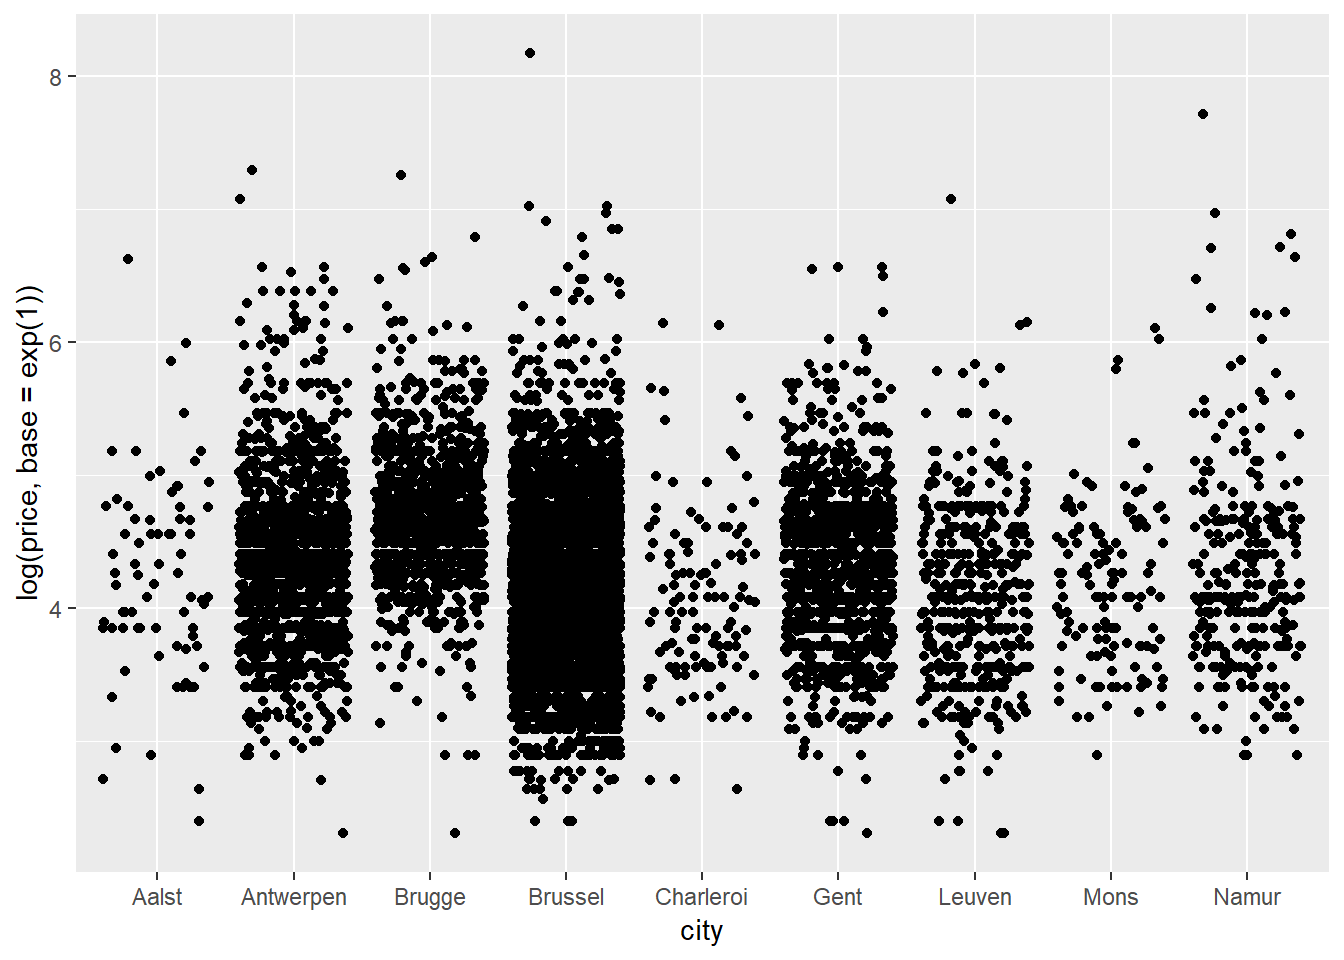 8
6
4
log(price, base = exp(1))
Aalst Antwerpen Brugge Brussel Charleroi Gent Leuven Mons Namur
city